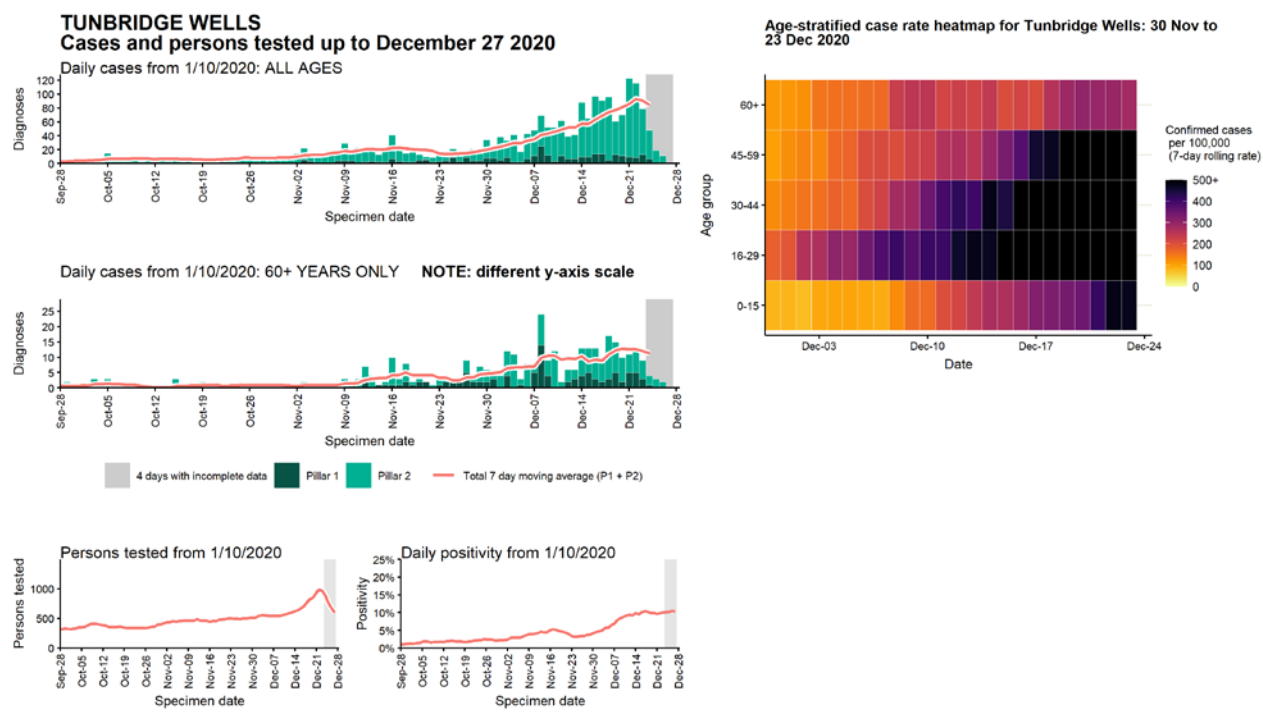 TUNBRIDGE WELLS
Cases and persons tested up to December 27 2020
Daily cases from 1/10/2020: ALL AGES
Diagnoses
120
100
80
60
40
20
0
Sep-28
Oct-05
Oct-12
Oct-19
Oct-26
Nov-02
Nov-09
Nov-16
Nov-23
Nov-30
Dec-07
Dec-14
Dec-21
Dec-28
Specimen date
Daily cases from 1/10/2020: 60+ YEARS ONLY NOTE: different y-axis scale
Diagnoses
25
20
15
10
5
0
Sep-28
Oct-05
Oct-12
Oct-19
Oct-26
Nov-02
Nov-09
Nov-16
Nov-23
Nov-30
Dec-07
Dec-14
Dec-21
Dec-28
Specimen date
4 days with incomplete data
Pillar 1
Pillar 2
Total 7 day moving average (P1 + P2)
Persons tested from 1/10/2020
Persons tested
1000
500
0
Sep-28
Oct-05
Oct-12
Oct-19
Oct-26
Nov-02
Nov-09
Nov-16
Nov-23
Nov-30
Dec-07
Dec-14
Dec-21
Dec-28
Specimen date
Daily positivity from 1/10/2020
Positivity
25%
20%
15%
10%
5%
0%
Sep-28
Oct-05
Oct-12
Oct-19
Oct-26
Nov-02
Nov-09
Nov-16
Nov-23
Nov-30
Dec-07
Dec-14
Dec-21
Dec-28
Specimen date
Age-stratified case rate heatmap for Tunbridge Wells: 30 Nov to
23 Dec 2020
Age group
60+
45-59
30-44
16-29
0-15
Dec-03
Dec-10
Dec-17
Dec-24
Date
Confirmed cases
per 100,000
(7-day rolling rate)
500+
400
300
200
100
0